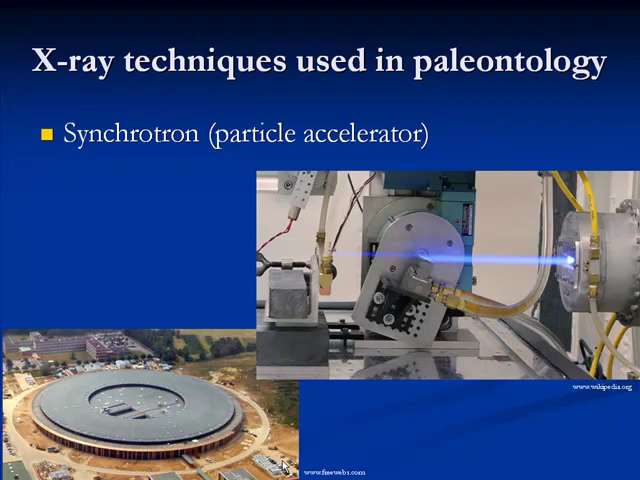 X-ray techniques used in paleontology
Synchrotron (particle accelerator)
www.wikipedia.org
www.freewebs.com